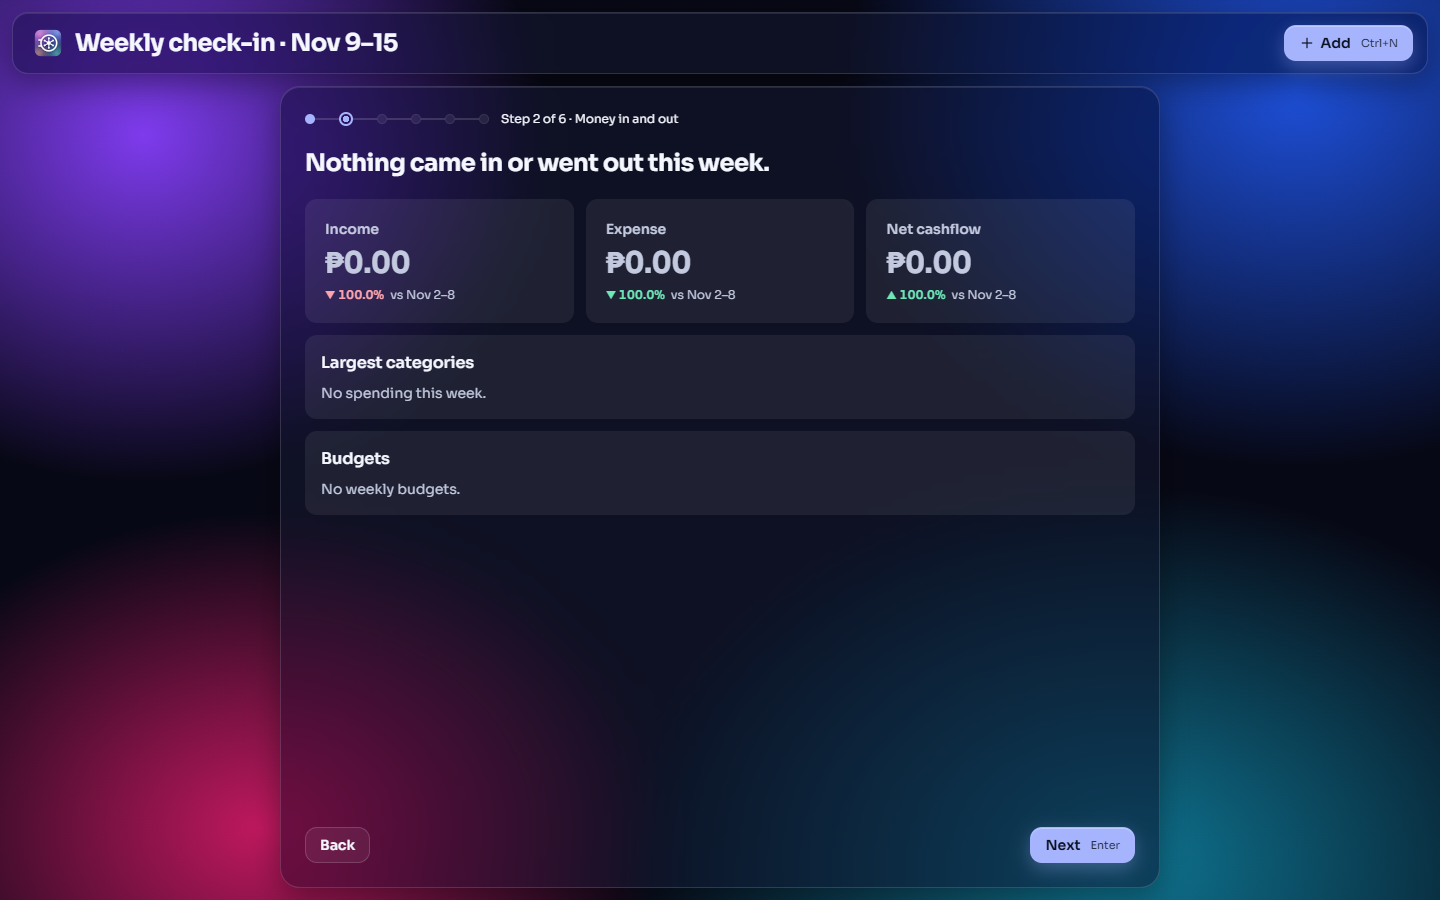 Weekly check-in · Nov 9–15
+ Add Ctrl+N
Step 2 of 6 · Money in and out
Nothing came in or went out this week.
Income
₱0.00
▼ 100.0% vs Nov 2–8
Expense
₱0.00
▼ 100.0% vs Nov 2–8
Net cashflow
₱0.00
▲ 100.0% vs Nov 2–8
Largest categories
No spending this week.
Budgets
No weekly budgets.
Back
Next Enter